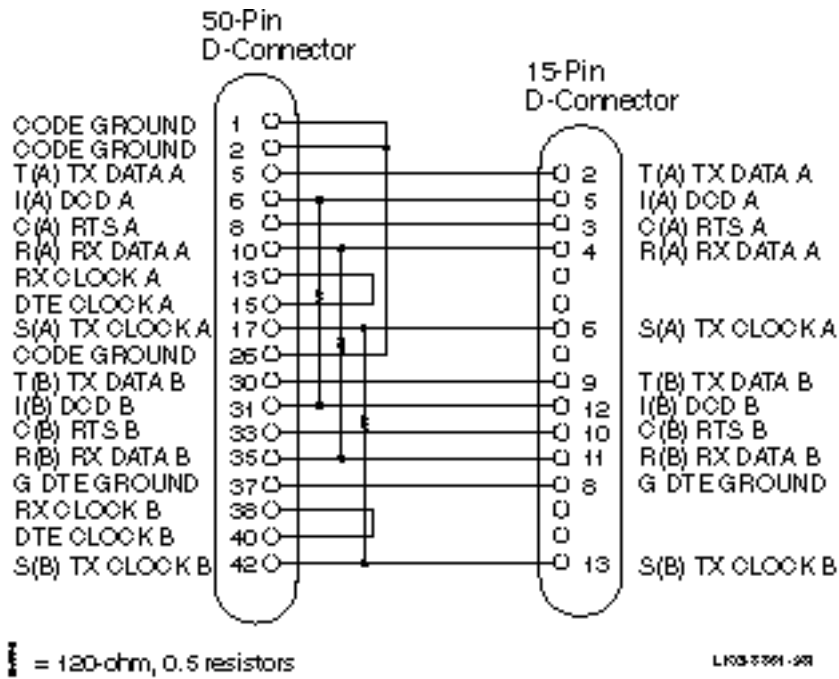 50-Pin
D-Connector
15-Pin
D-Connector
CODE GROUND 1
CODE GROUND 2
T(A) TX DATA A 5 2 T(A) TX DATA A
I(A) DCD A 6 5 I(A) DCD A
C(A) RTS A 8 3 C(A) RTS A
R(A) RX DATA A 10 4 R(A) RX DATA A
RX CLOCK A 13
DTE CLOCK A 15
S(A) TX CLOCK A 17 6 S(A) TX CLOCK A
CODE GROUND 26
T(B) TX DATA B 30 9 T(B) TX DATA B
I(B) DCD B 31 12 I(B) DCD B
C(B) RTS B 33 10 C(B) RTS B
R(B) RX DATA B 35 11 R(B) RX DATA B
G DTE GROUND 37 8 G DTE GROUND
RX CLOCK B 38
DTE CLOCK B 40
S(B) TX CLOCK B 42 13 S(B) TX CLOCK B
= 120-ohm, 0.5 resistors